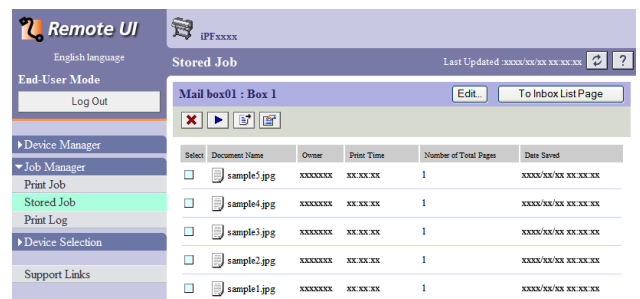 Remote UI
iPFxxxx
English language
Stored Job
Last Updated :xxxx/xx/xx xx:xx:xx
?
End-User Mode
Log Out
Mail box01 : Box 1
Edit..
To Inbox List Page
Device Manager
Job Manager
Print Job
Stored Job
Print Log
Device Selection
Support Links
Select Document Name Owner Print Time Number of Total Pages Date Saved
sample5.jpg xxxxxxx xx:xx:xx 1 xxxx/xx/xx xx:xx:xx
sample4.jpg xxxxxxx xx:xx:xx 1 xxxx/xx/xx xx:xx:xx
sample3.jpg xxxxxxx xx:xx:xx 1 xxxx/xx/xx xx:xx:xx
sample2.jpg xxxxxxx xx:xx:xx 1 xxxx/xx/xx xx:xx:xx
sample1.jpg xxxxxxx xx:xx:xx 1 xxxx/xx/xx xx:xx:xx